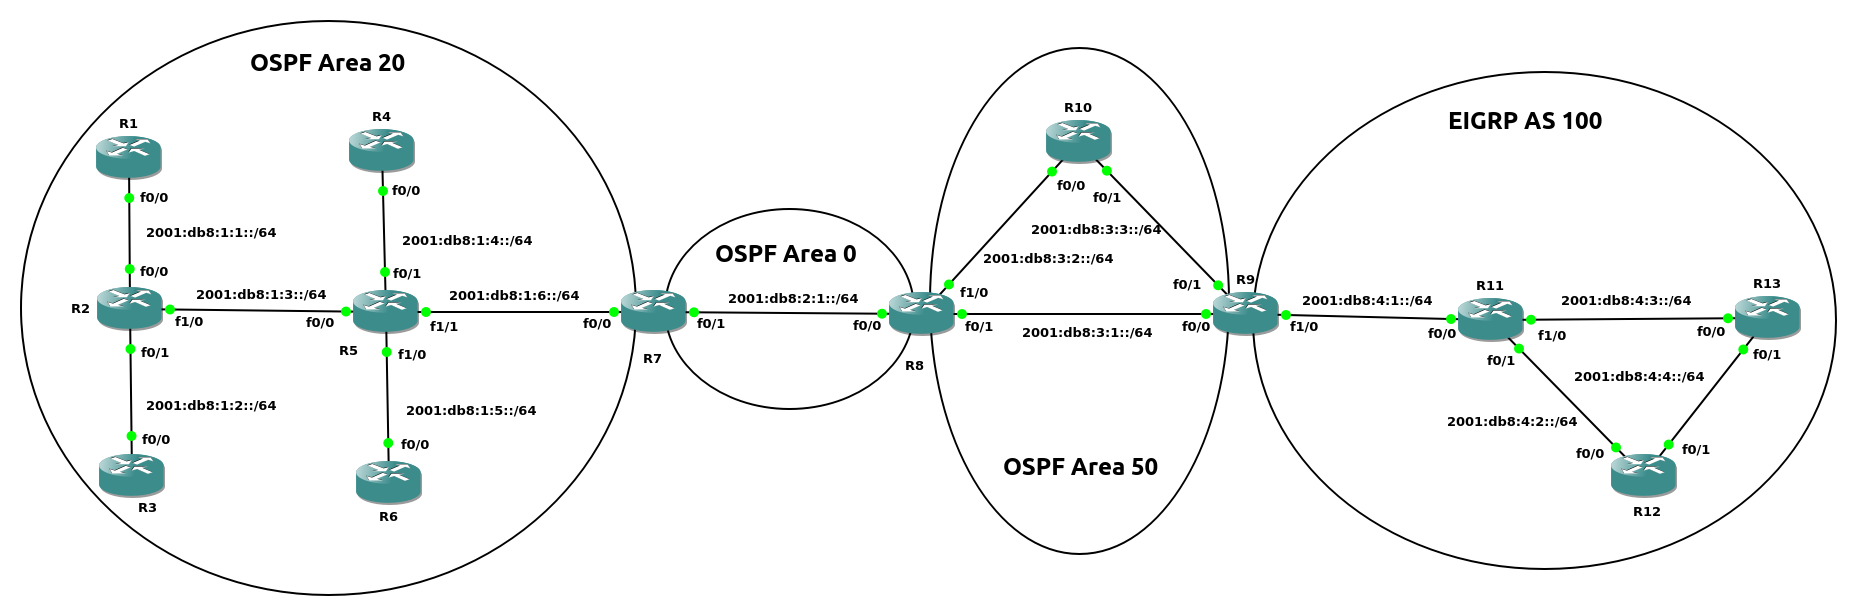 OSPF Area 20
R1
f0/0
2001:db8:1:1::/64
f0/0
R2
f1/0
f0/1
2001:db8:1:2::/64
f0/0
R3
R4
f0/0
2001:db8:1:4::/64
f0/1
2001:db8:1:3::/64
f0/0
R5
f1/1
f1/0
2001:db8:1:5::/64
f0/0
R6
2001:db8:1:6::/64
f0/0
R7
f0/1
OSPF Area 0
2001:db8:2:1::/64
f0/0
R8
f1/0
f0/1
R10
f0/0
f0/1
2001:db8:3:3::/64
2001:db8:3:2::/64
2001:db8:3:1::/64
OSPF Area 50
f0/1
R9
f0/0
f1/0
EIGRP AS 100
2001:db8:4:1::/64
f0/0
R11
f1/0
f0/1
2001:db8:4:3::/64
f0/0
R13
f0/1
2001:db8:4:4::/64
2001:db8:4:2::/64
f0/0
f0/1
R12